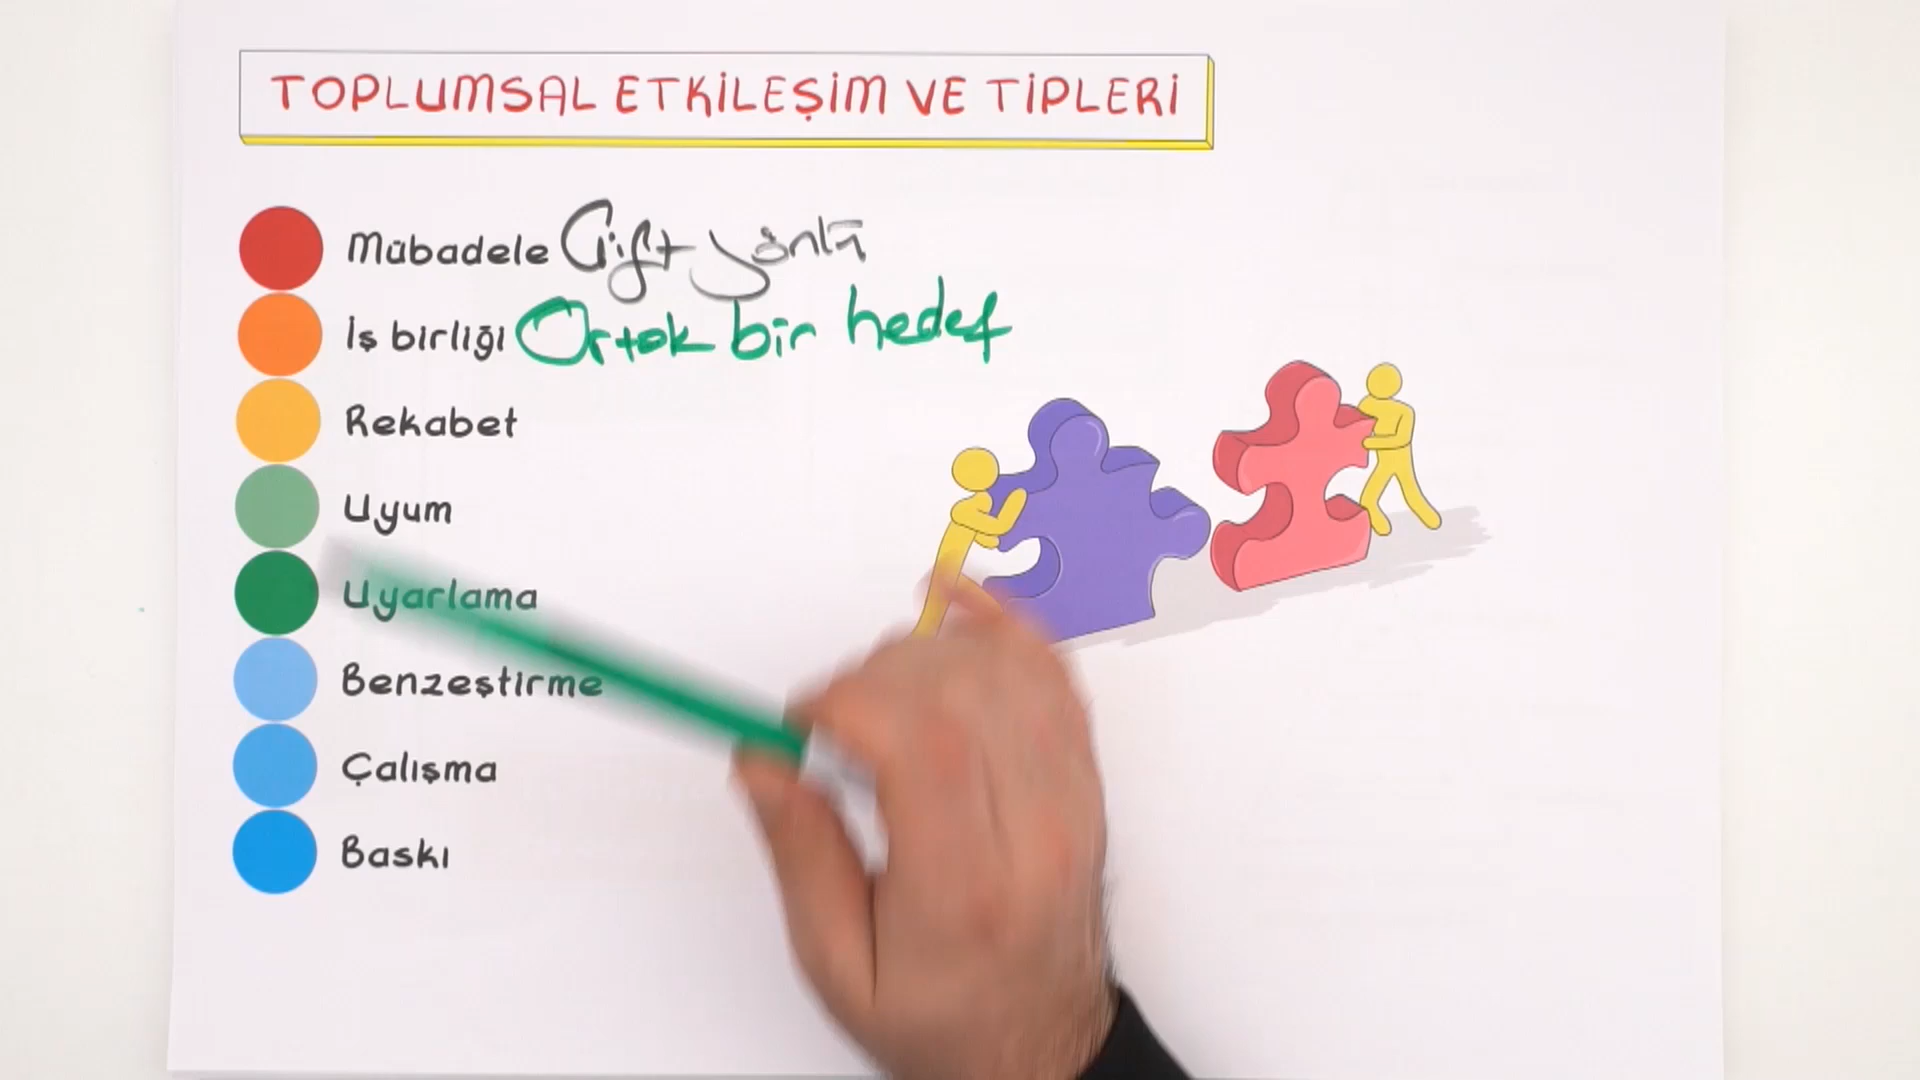 TOPLUMSAL ETKİLEŞİM VE TİPLERİ
Mübadele Çift yönlü
İş birliği Ortak bir hedef
Rekabet
Uyum
Uyarlama
Benzeştirme
Çalışma
Baskı